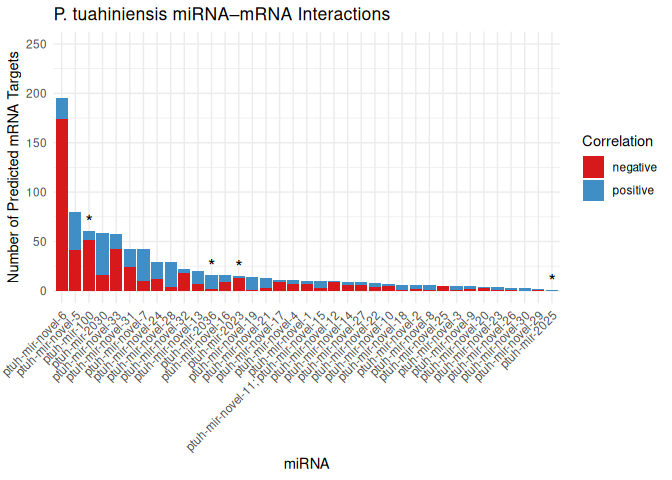 P. tuahiniensis miRNA–mRNA Interactions
Number of Predicted mRNA Targets
250
200
150
100
50
0
*
*
*
*
ptuh-mir-novel-6
ptuh-mir-novel-5
ptuh-mir-100
ptuh-mir-2030
ptuh-mir-novel-33
ptuh-mir-novel-31
ptuh-mir-novel-7
ptuh-mir-novel-24
ptuh-mir-novel-28
ptuh-mir-novel-32
ptuh-mir-novel-13
ptuh-mir-2036
ptuh-mir-novel-16
ptuh-mir-2023
ptuh-mir-novel-19
ptuh-mir-novel-21
ptuh-mir-novel-17
ptuh-mir-novel-4
ptuh-mir-novel-1
ptuh-mir-novel-11. ptuh-mir-novel-15
ptuh-mir-novel-12
ptuh-mir-novel-14
ptuh-mir-novel-27
ptuh-mir-novel-22
ptuh-mir-novel-10
ptuh-mir-novel-18
ptuh-mir-novel-2
ptuh-mir-novel-8
ptuh-mir-novel-25
ptuh-mir-novel-3
ptuh-mir-novel-9
ptuh-mir-novel-20
ptuh-mir-novel-23
ptuh-mir-novel-26
ptuh-mir-novel-30
ptuh-mir-novel-29
ptuh-mir-2025
miRNA
Correlation
negative
positive